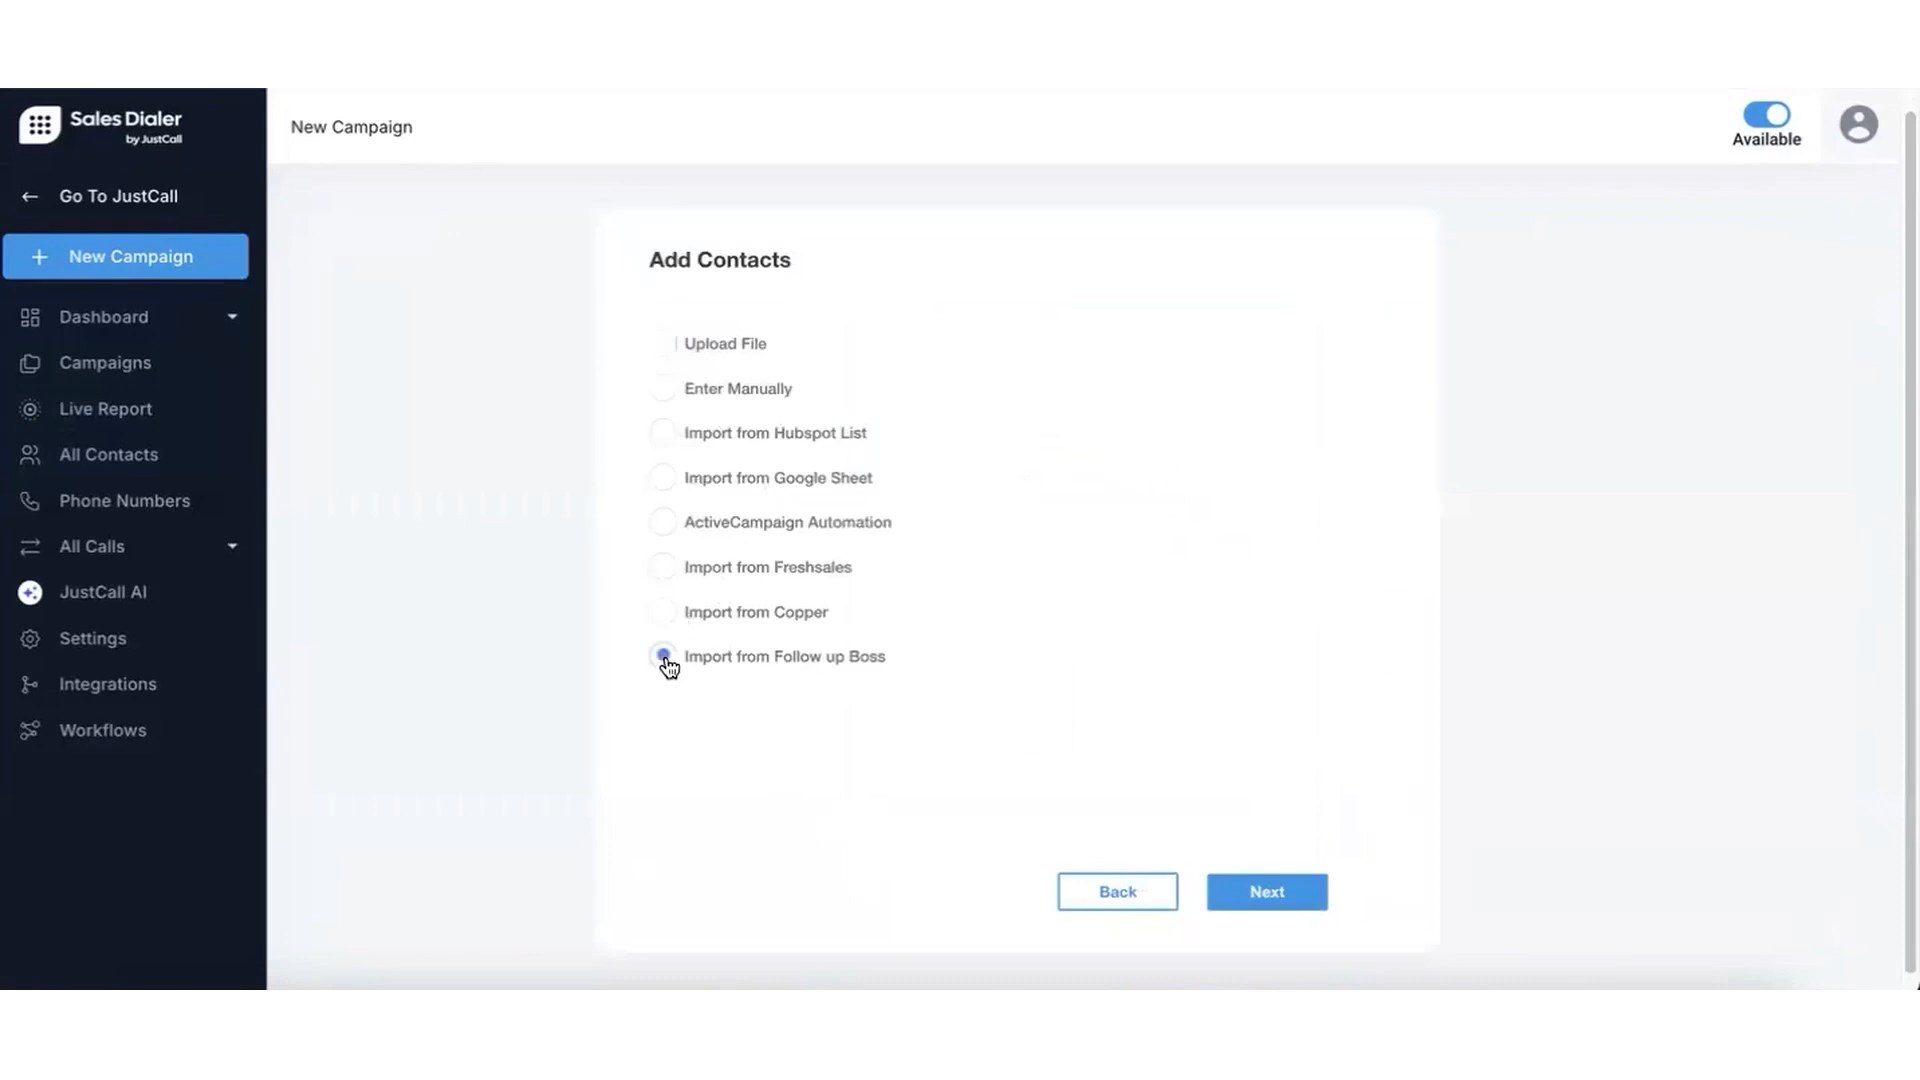 Sales Dialer
by JustCall
New Campaign
Available
Go To JustCall
New Campaign
Dashboard
Campaigns
Live Report
All Contacts
Phone Numbers
All Calls
JustCall AI
Settings
Integrations
Workflows
Add Contacts
Upload File
Enter Manually
Import from Hubspot List
Import from Google Sheet
ActiveCampaign Automation
Import from Freshsales
Import from Copper
Import from Follow up Boss
Back
Next